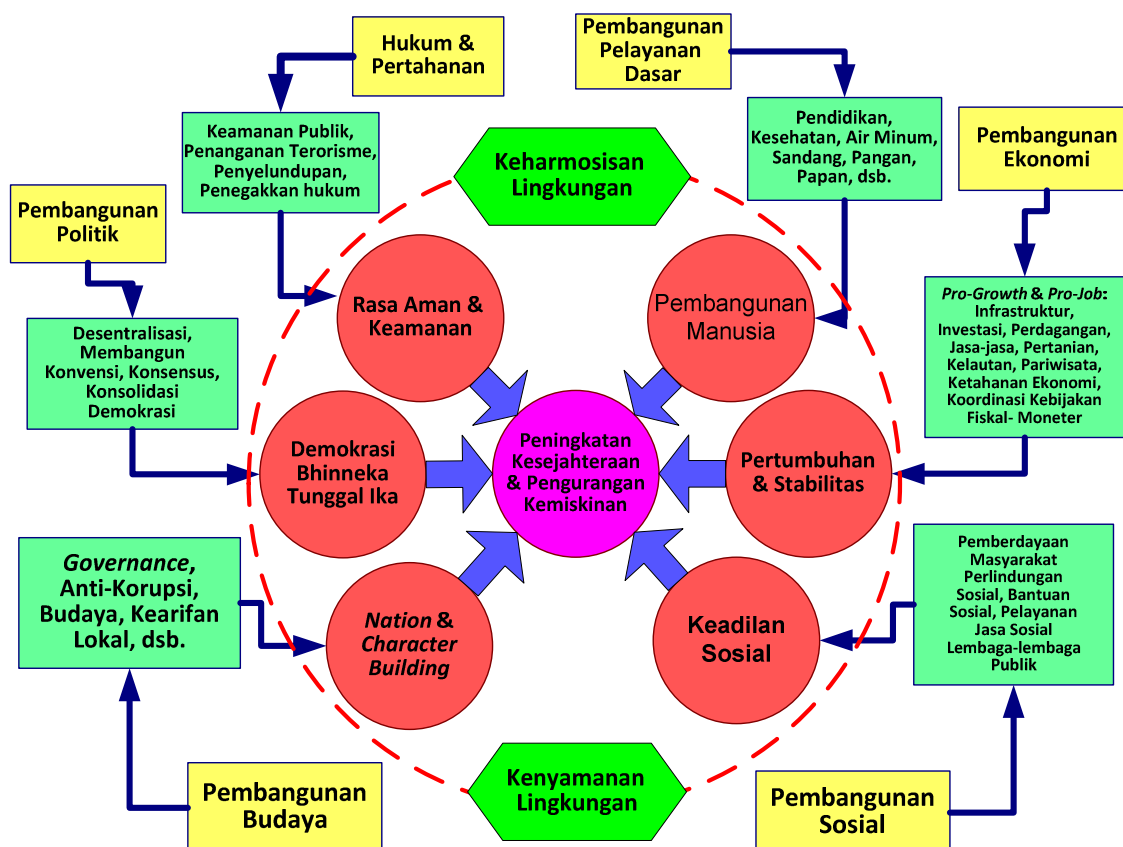 Hukum &
Pertahanan
Pembangunan
Pelayanan
Dasar
Keamanan Publik,
Penanganan Terorisme,
Penyelundupan,
Penegakkan hukum
Keharmosisan
Lingkungan
Pendidikan,
Kesehatan, Air Minum,
Sandang, Pangan,
Papan, dsb.
Pembangunan
Ekonomi
Pembangunan
Politik
Rasa Aman &
Keamanan
Pembangunan
Manusia
Pro-Growth & Pro-Job:
Infrastruktur,
Investasi, Perdagangan,
Jasa-jasa, Pertanian,
Kelautan, Pariwisata,
Ketahanan Ekonomi,
Koordinasi Kebijakan
Fiskal- Moneter
Desentralisasi,
Membangun
Konvensi, Konsensus,
Konsolidasi
Demokrasi
Demokrasi
Bhinneka
Tunggal Ika
Peningkatan
Kesejahteraan
& Pengurangan
Kemiskinan
Pertumbuhan
& Stabilitas
Governance,
Anti-Korupsi,
Budaya, Kearifan
Lokal, dsb.
Nation &
Character
Building
Keadilan
Sosial
Pemberdayaan
Masyarakat
Perlindungan
Sosial, Bantuan
Sosial, Pelayanan
Jasa Sosial
Lembaga-lembaga
Publik
Pembangunan
Budaya
Kenyamanan
Lingkungan
Pembangunan
Sosial